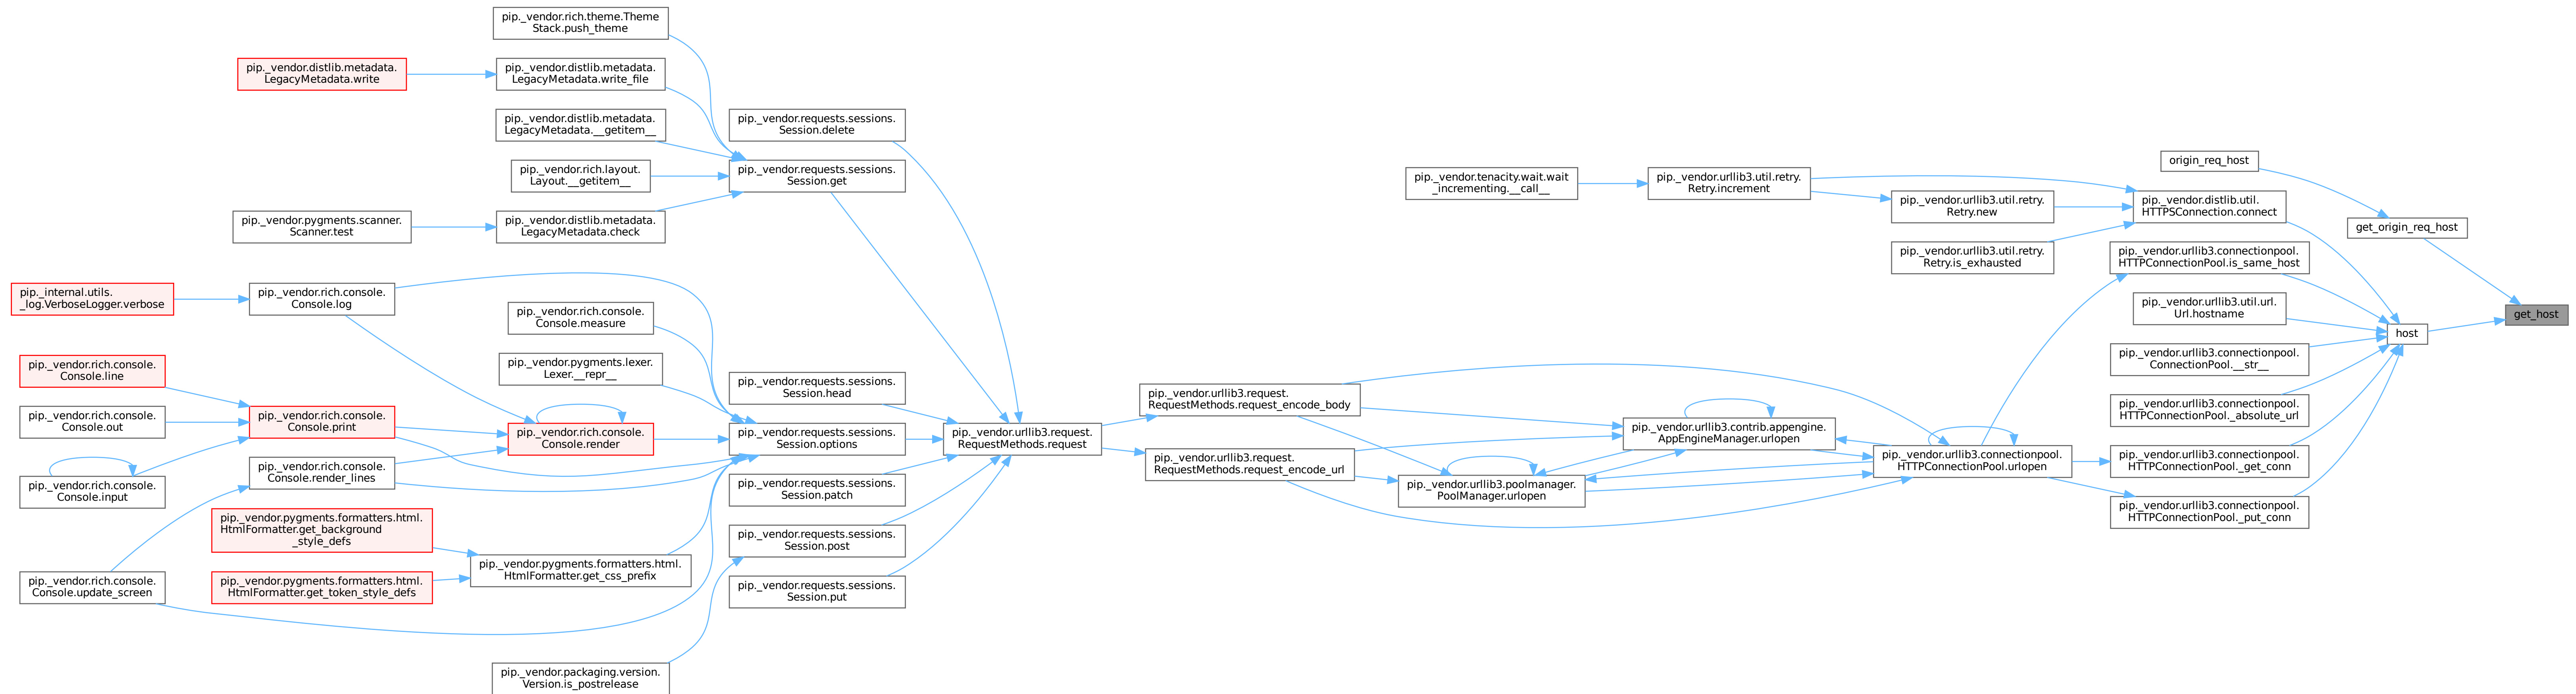 pip._vendor.rich.theme.Theme
Stack.push_theme
pip._vendor.distlib.metadata.
LegacyMetadata.write
pip._vendor.distlib.metadata.
LegacyMetadata.write_file
pip._vendor.distlib.metadata.
LegacyMetadata.__getitem__
pip._vendor.rich.layout.
Layout.__getitem__
pip._vendor.pygments.scanner.
Scanner.test
pip._vendor.distlib.metadata.
LegacyMetadata.check
pip._internal.utils.
_log.VerboseLogger.verbose
pip._vendor.rich.console.
Console.log
pip._vendor.rich.console.
Console.measure
pip._vendor.pygments.lexer.
Lexer.__repr__
pip._vendor.rich.console.
Console.line
pip._vendor.rich.console.
Console.out
pip._vendor.rich.console.
Console.print
pip._vendor.rich.console.
Console.render
pip._vendor.rich.console.
Console.input
pip._vendor.rich.console.
Console.render_lines
pip._vendor.pygments.formatters.html.
HtmlFormatter.get_background
_style_defs
pip._vendor.pygments.formatters.html.
HtmlFormatter.get_token_style_defs
pip._vendor.rich.console.
Console.update_screen
pip._vendor.pygments.formatters.html.
HtmlFormatter.get_css_prefix
pip._vendor.packaging.version.
Version.is_postrelease
pip._vendor.requests.sessions.
Session.delete
pip._vendor.requests.sessions.
Session.get
pip._vendor.requests.sessions.
Session.head
pip._vendor.requests.sessions.
Session.options
pip._vendor.requests.sessions.
Session.patch
pip._vendor.requests.sessions.
Session.post
pip._vendor.requests.sessions.
Session.put
pip._vendor.urllib3.request.
RequestMethods.request
pip._vendor.urllib3.request.
RequestMethods.request_encode_body
pip._vendor.urllib3.request.
RequestMethods.request_encode_url
pip._vendor.tenacity.wait.wait
_incrementing.__call__
pip._vendor.urllib3.poolmanager.
PoolManager.urlopen
pip._vendor.urllib3.util.retry.
Retry.increment
pip._vendor.urllib3.contrib.appengine.
AppEngineManager.urlopen
pip._vendor.urllib3.util.retry.
Retry.new
pip._vendor.urllib3.util.retry.
Retry.is_exhausted
pip._vendor.urllib3.connectionpool.
HTTPConnectionPool.urlopen
origin_req_host
pip._vendor.distlib.util.
HTTPSConnection.connect
pip._vendor.urllib3.connectionpool.
HTTPConnectionPool.is_same_host
pip._vendor.urllib3.util.url.
Url.hostname
pip._vendor.urllib3.connectionpool.
ConnectionPool.__str__
pip._vendor.urllib3.connectionpool.
HTTPConnectionPool._absolute_url
pip._vendor.urllib3.connectionpool.
HTTPConnectionPool._get_conn
pip._vendor.urllib3.connectionpool.
HTTPConnectionPool._put_conn
get_origin_req_host
host
get_host